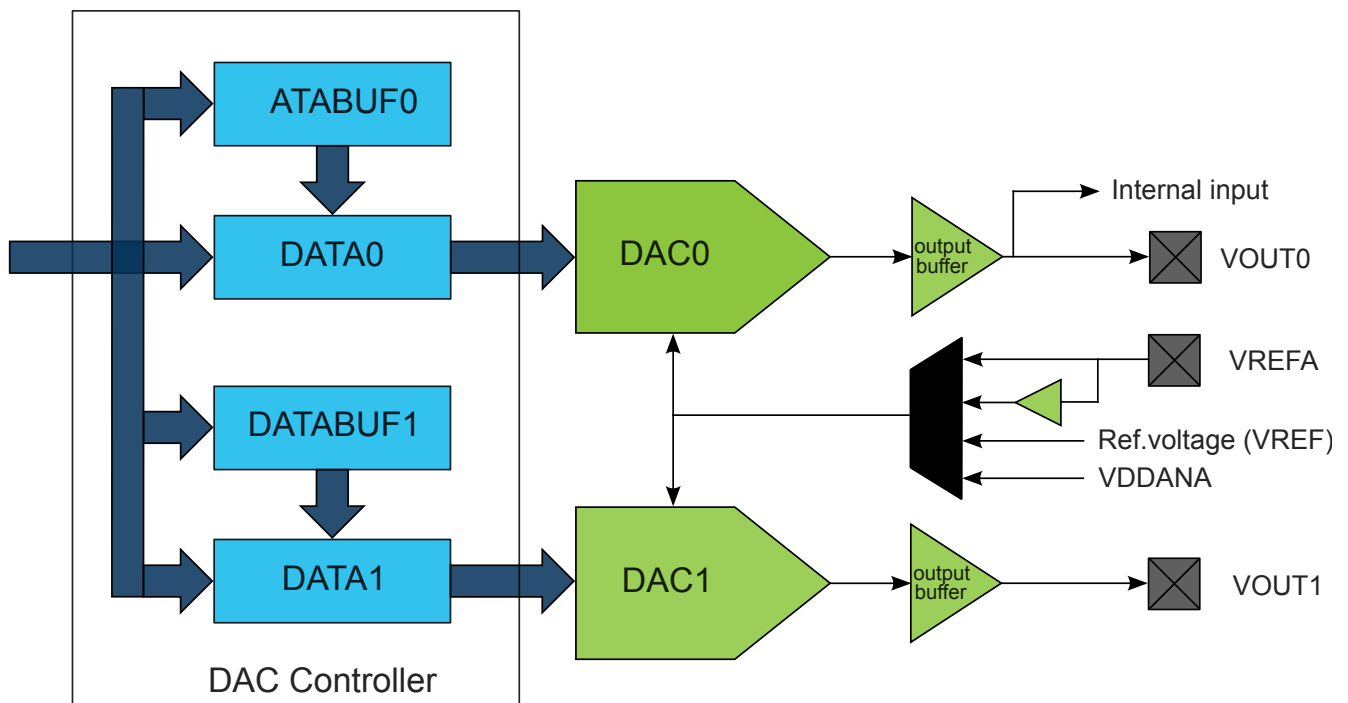 ATABUF0
DATA0
DAC0
output
buffer
Internal input
VOUT0
VREFA
Ref.voltage (VREF)
VDDANA
DATABUF1
DATA1
DAC1
output
buffer
VOUT1
DAC Controller